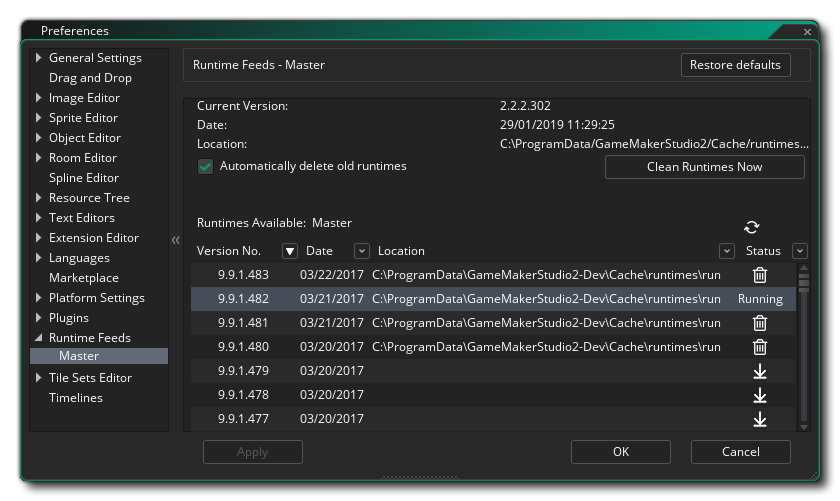 Preferences
General Settings
Drag and Drop
Image Editor
Sprite Editor
Object Editor
Room Editor
Spline Editor
Resource Tree
Text Editors
Extension Editor
Languages
Marketplace
Platform Settings
Plugins
Runtime Feeds
Master
Tile Sets Editor
Timelines
Runtime Feeds - Master
Restore defaults
Current Version: 2.2.2.302
Date: 29/01/2019 11:29:25
Location: C:\ProgramData/GameMakerStudio2/Cache/runtimes...
Automatically delete old runtimes
Clean Runtimes Now
Runtimes Available: Master
Version No. Date Location Status
9.9.1.483 03/22/2017 C:\ProgramData\GameMakerStudio2-Dev\Cache\runtimes\run
9.9.1.482 03/21/2017 C:\ProgramData\GameMakerStudio2-Dev\Cache\runtimes\run Running
9.9.1.481 03/21/2017 C:\ProgramData\GameMakerStudio2-Dev\Cache\runtimes\run
9.9.1.480 03/20/2017 C:\ProgramData\GameMakerStudio2-Dev\Cache\runtimes\run
9.9.1.479 03/20/2017
9.9.1.478 03/20/2017
9.9.1.477 03/20/2017
Apply OK Cancel